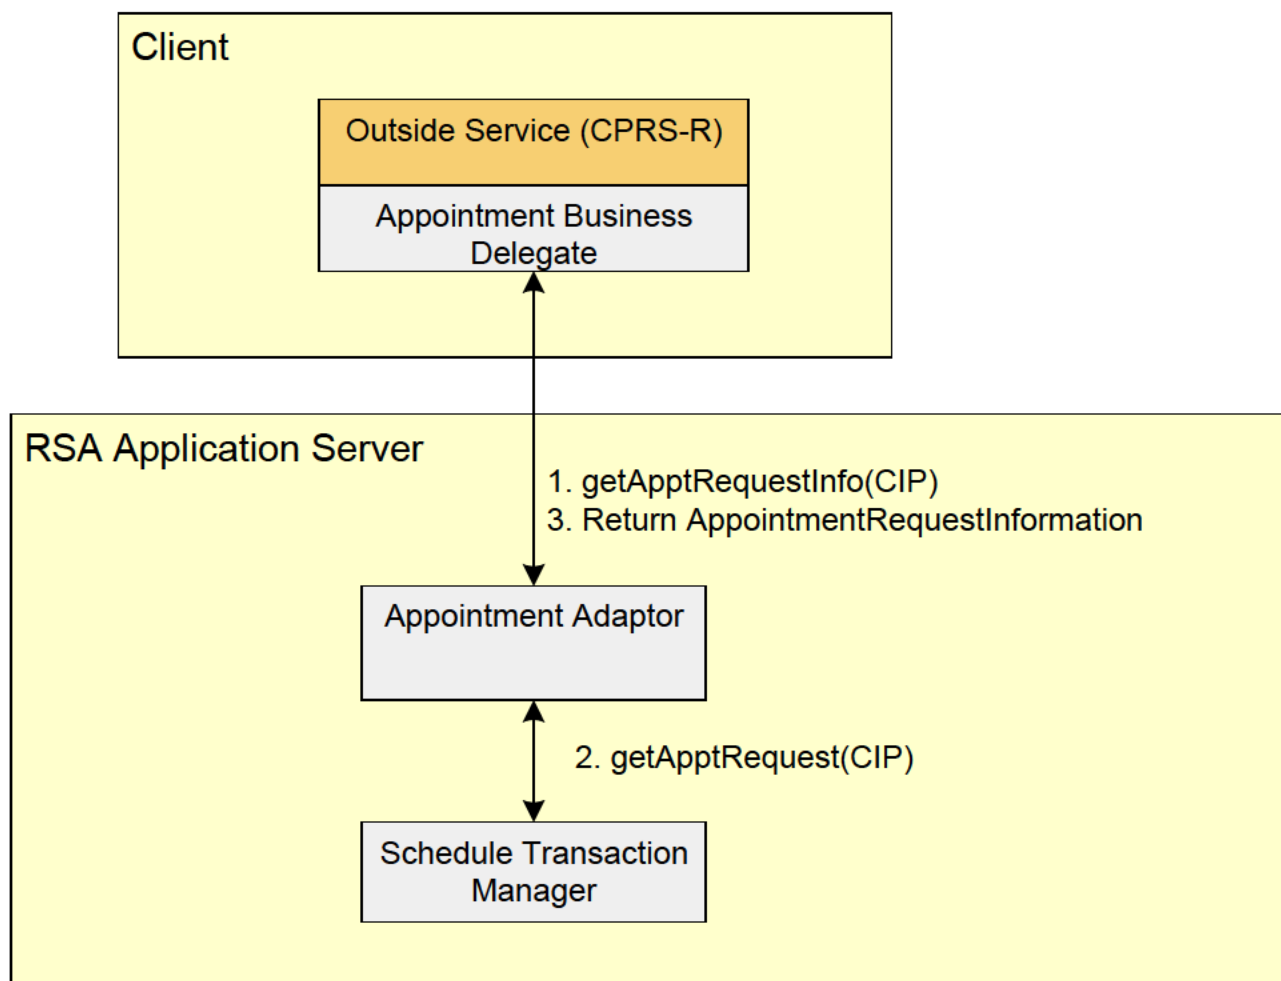 Client
Outside Service (CPRS-R)
Appointment Business
Delegate
RSA Application Server
1. getApptRequestInfo(CIP)
3. Return AppointmentRequestInformation
Appointment Adaptor
2. getApptRequest(CIP)
Schedule Transaction
Manager